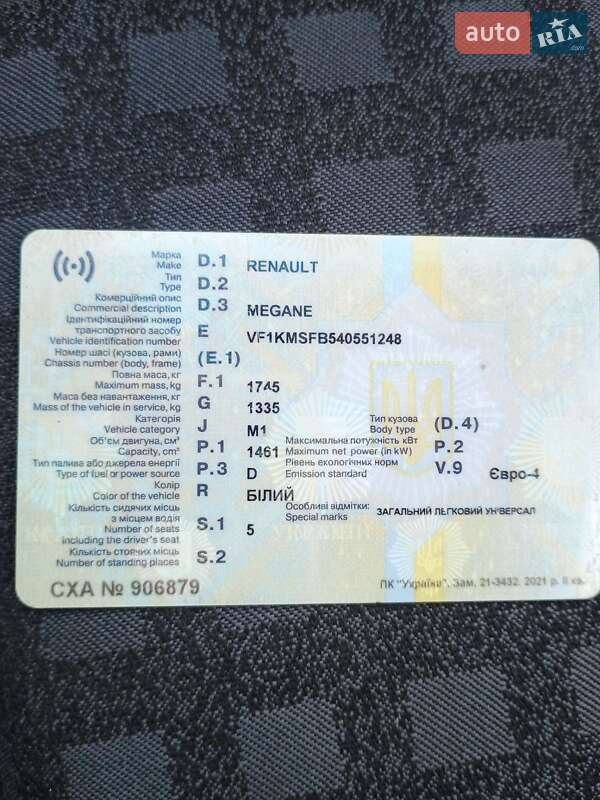 auto RIA .com
Марка
Make D.1 RENAULT
Тип
Type D.2
Комерційний опис
Commercial description D.3 MEGANE
Ідентифікаційний номер
транспортного засобу
Vehicle identification number E VF1KMSFB540551248
Номер шасі (кузова, рами)
Chassis number (body, frame) (E.1)
Повна маса, кг
Maximum mass, kg F.1 1745
Маса без навантаження, кг
Mass of the vehicle in service, kg G 1335
Категорія
Vehicle category J M1
Тип кузова
Body type (D.4)
Об'єм двигуна, см³
Capacity, cm³ P.1 1461
Максимальна потужність кВт
Maximum net power (in kW) P.2
Тип палива або джерела енергії
Type of fuel or power source P.3 D
Рівень екологічних норм
Emission standard V.9 Євро-4
Колір
Color of the vehicle R БІЛИЙ
Кількість сидячих місць
з місцем водія
Number of seats
including the driver's seat S.1 5
Особливі відмітки:
Special marks ЗАГАЛЬНИЙ ЛЕГКОВИЙ УНІВЕРСАЛ
Кількість стоячих місць
Number of standing places S.2
СХА № 906879
ПК "Україна". Зам. 21-3432. 2021 р. II кв.